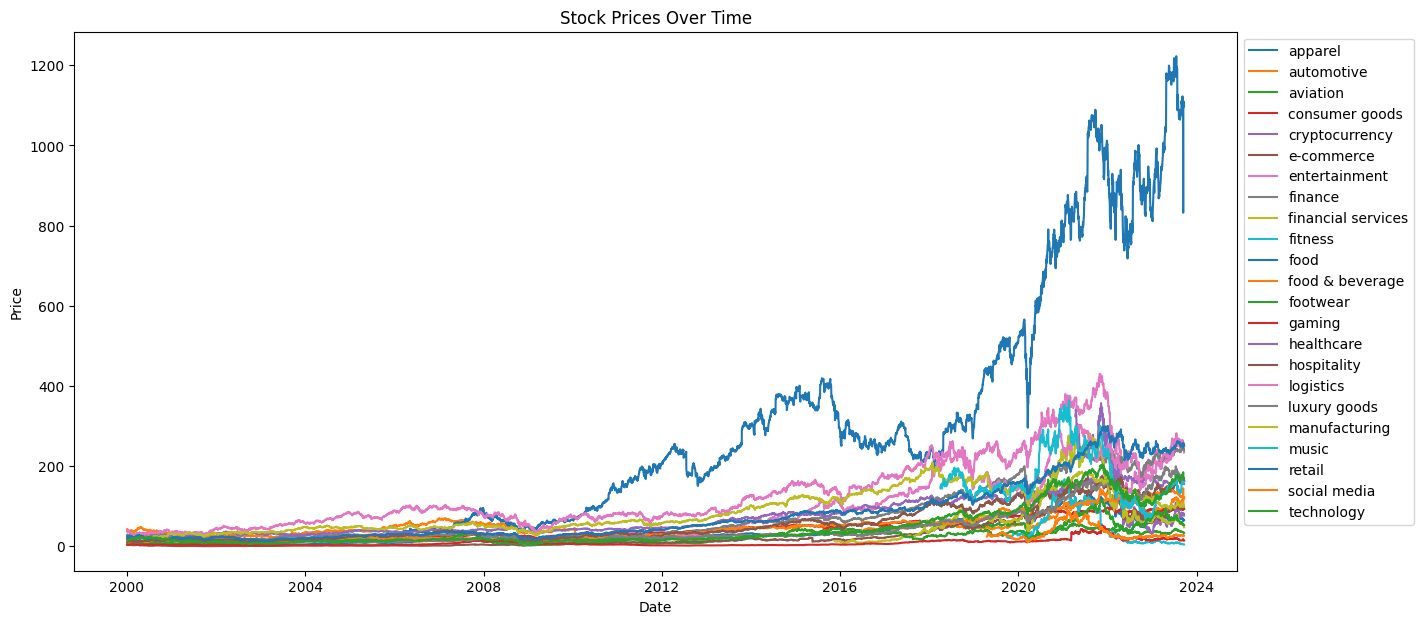 Stock Prices Over Time
Price
1200
1000
800
600
400
200
0
2000
2004
2008
2012
2016
2020
2024
Date
apparel
automotive
aviation
consumer goods
cryptocurrency
e-commerce
entertainment
finance
financial services
fitness
food
food & beverage
footwear
gaming
healthcare
hospitality
logistics
luxury goods
manufacturing
music
retail
social media
technology